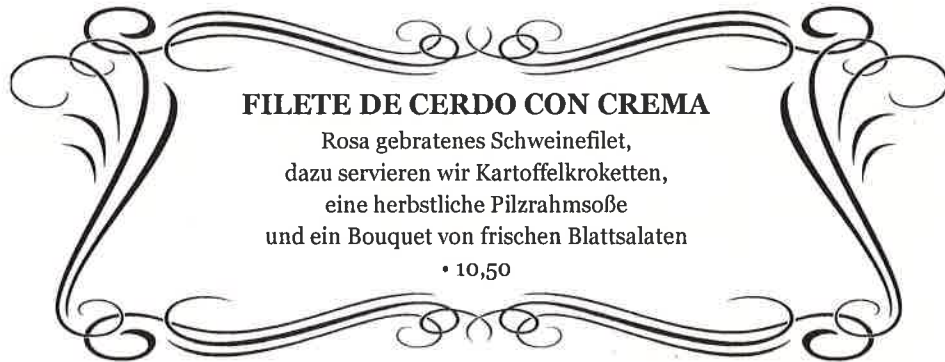 FILETE DE CERDO CON CREMA
Rosa gebratenes Schweinefilet,
dazu servieren wir Kartoffelkroketten,
eine herbstliche Pilzrahmsoße
und ein Bouquet von frischen Blattsalaten
• 10,50